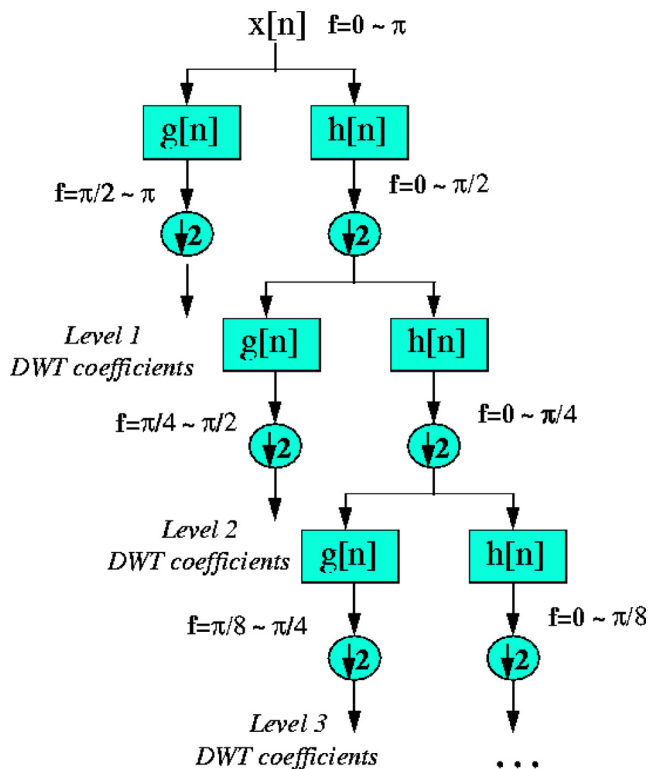 x[n] f=0 ~ π
g[n] h[n]
f=π/2 ~ π f=0 ~ π/2
↓2 ↓2
Level 1
DWT coefficients
g[n] h[n]
f=π/4 ~ π/2 f=0 ~ π/4
↓2 ↓2
Level 2
DWT coefficients
g[n] h[n]
f=π/8 ~ π/4 f=0 ~ π/8
↓2 ↓2
Level 3
DWT coefficients
...